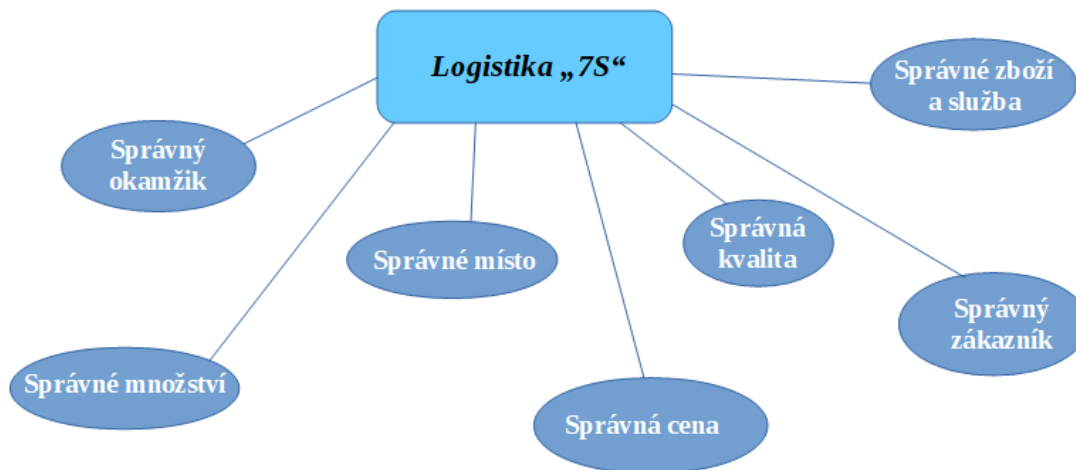 Logistika „7S“
Správné zboží
a služba
Správný
okamžik
Správné místo
Správná
kvalita
Správný
zákazník
Správné množství
Správná cena